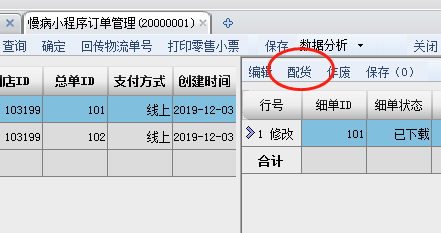 慢病小程序订单管理(20000001)
查询 确定 回传物流单号 打印零售小票 保存 数据分析 关闭
编辑 配货 作废 保存（0）
店ID 总单ID 支付方式 创建时间
103199 101 线上 2019-12-03
103199 102 线上 2019-12-03
行号 细单ID 细单状态
1 修改 101 已下载
合计